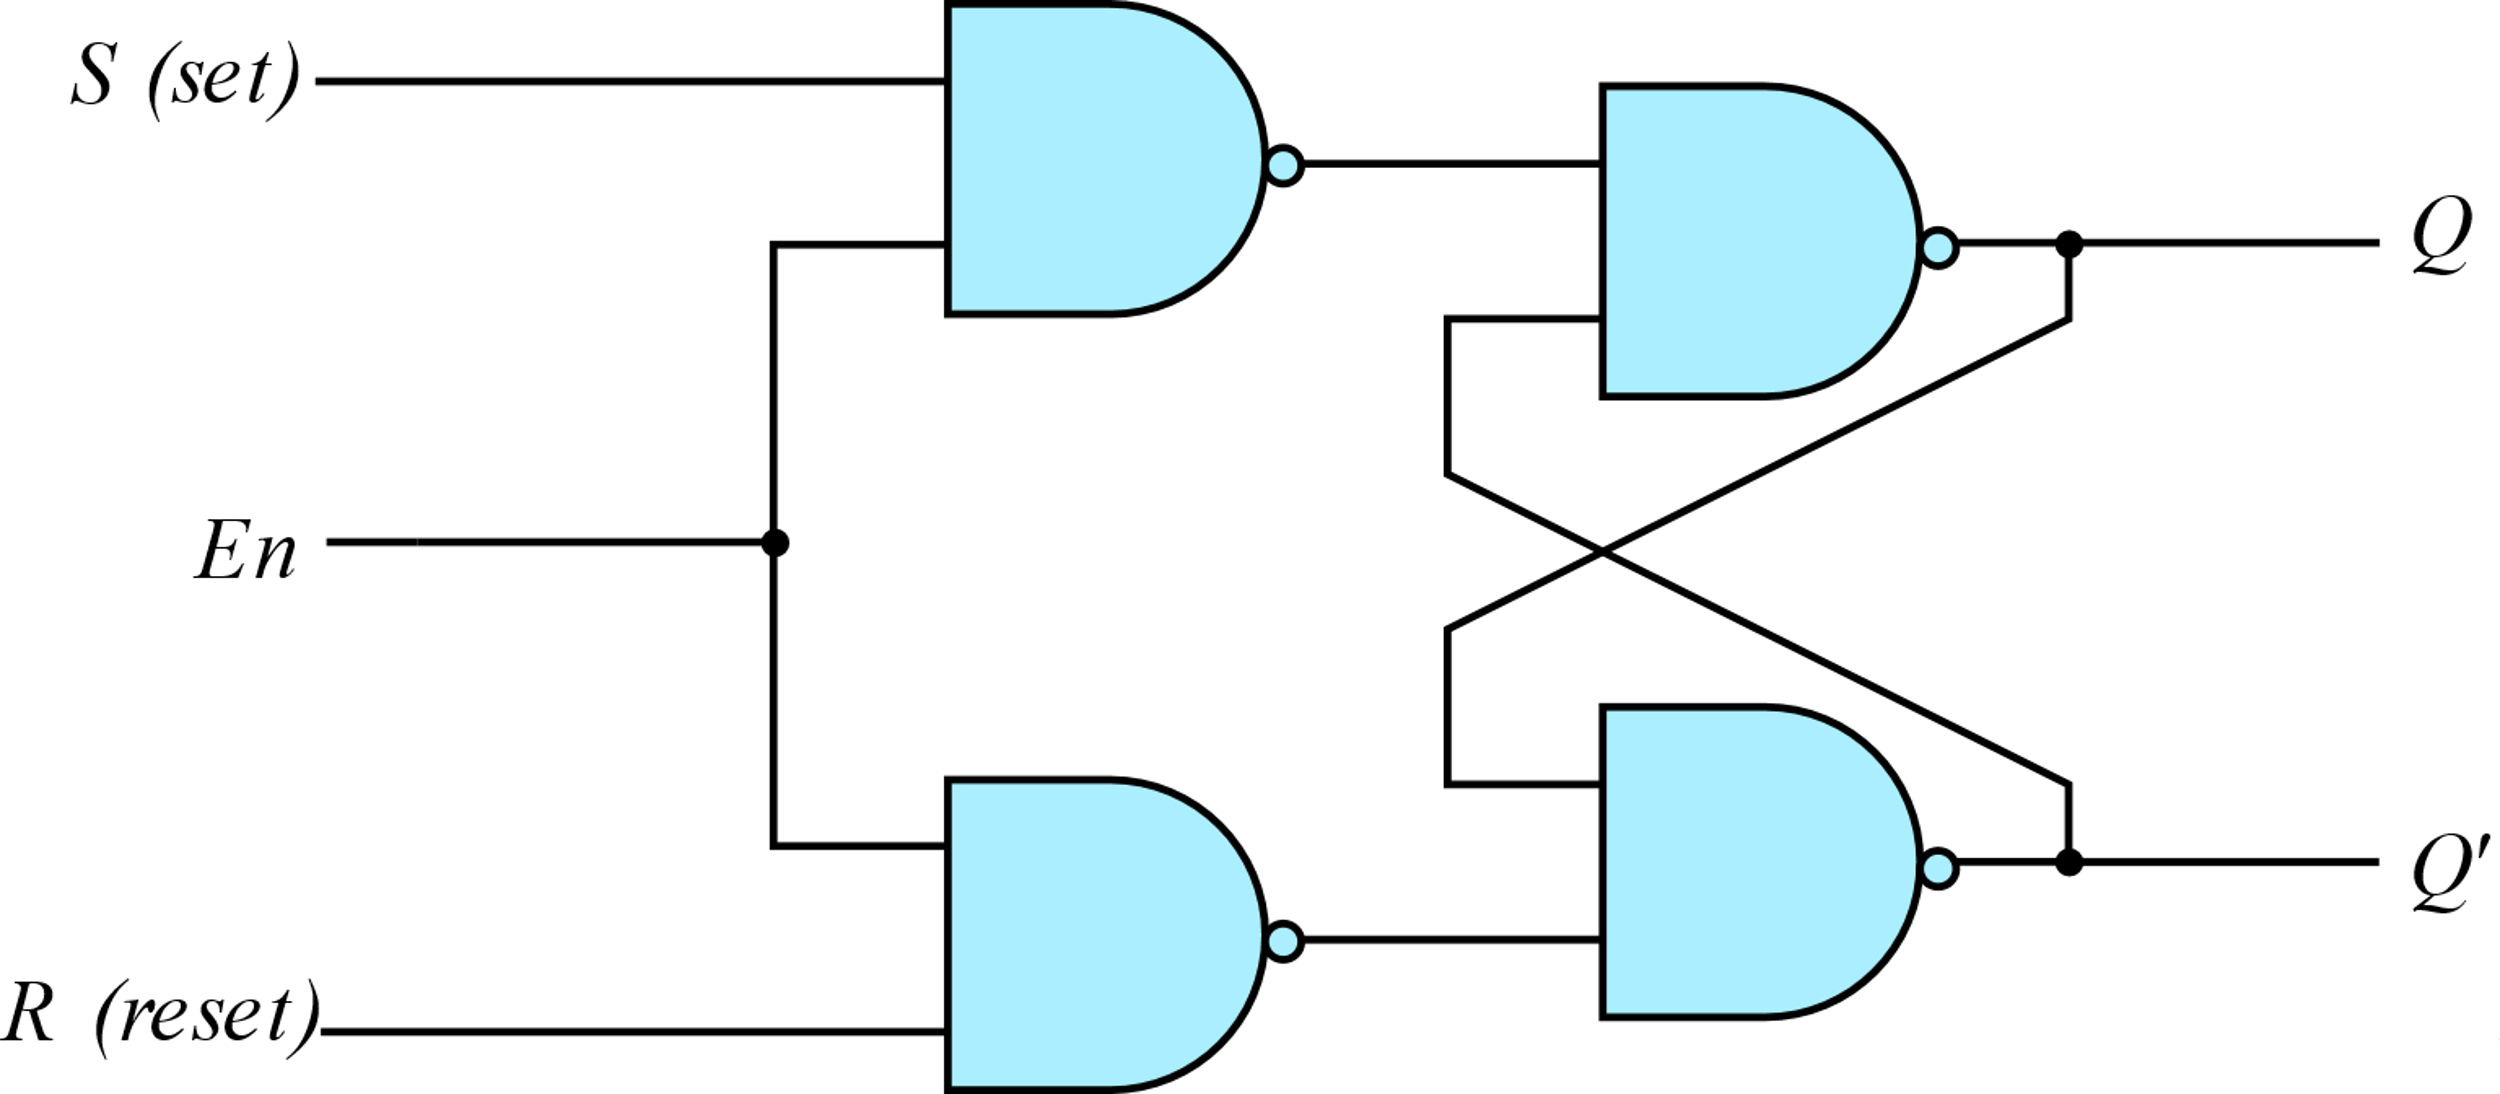 S (set)
Q
En
Q′
R (reset)